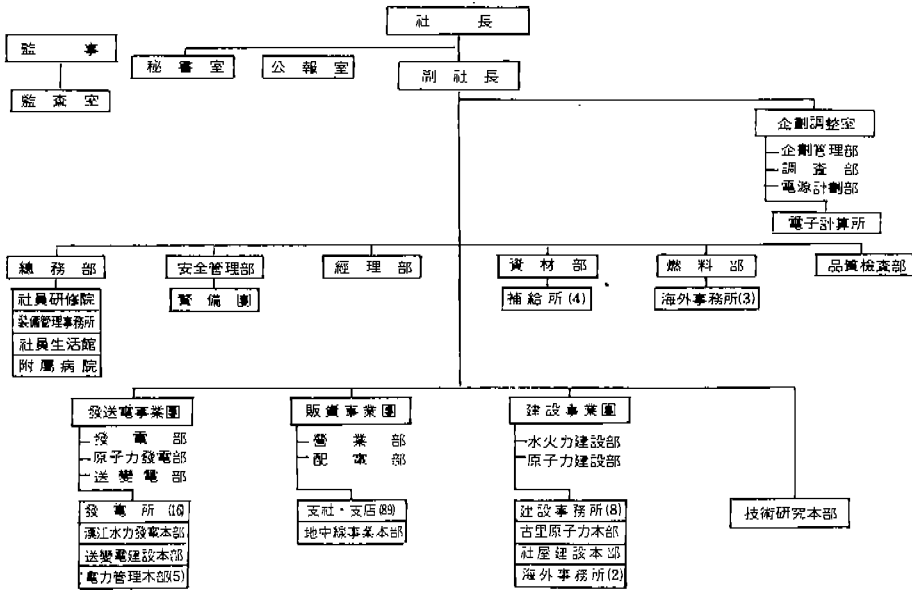 社長
監事
秘書室
公報室
副社長
監査室
企劃調整室
企劃管理部
調査部
電源計劃部
電子計算所
總務部
安全管理部
經理部
資材部
燃料部
品質檢査部
社員研修院
警備團
補給所(4)
海外事務所(3)
裝備管理事務所
社員生活館
附屬病院
發送電事業團
販賣事業團
建設事業團
發電部
原子力發電部
送變電部
營業部
配電部
水火力建設部
原子力建設部
發電所(16)
漢江水力發電本部
送變電建設本部
電力管理本部(5)
支社・支店(89)
地中線事業本部
建設事務所(8)
古里原子力本部
社屋建設本部
海外事務所(2)
技術硏究本部